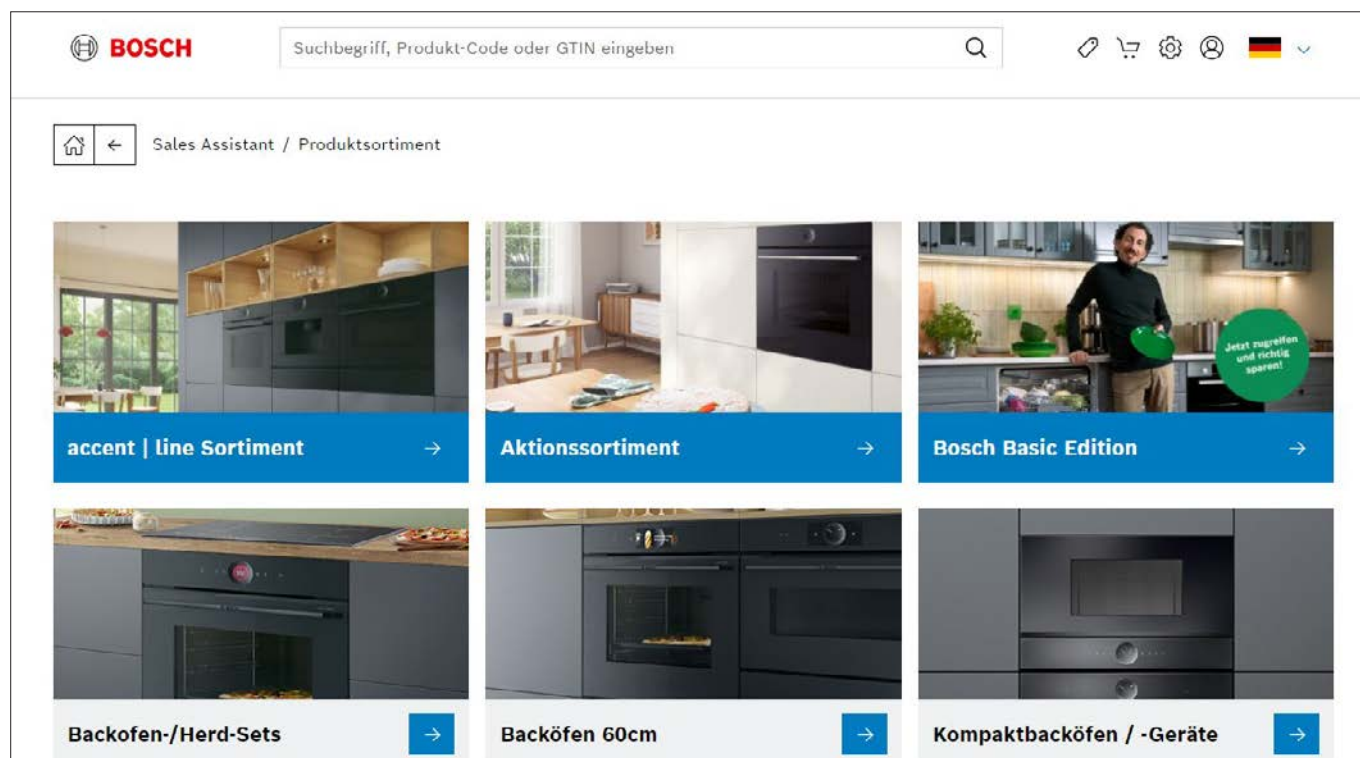 BOSCH
Suchbegriff, Produkt-Code oder GTIN eingeben
Sales Assistant / Produktsortiment
Jetzt zugreifen
und richtig
sparen!
accent | line Sortiment
Aktionssortiment
Bosch Basic Edition
Backofen-/Herd-Sets
Backöfen 60cm
Kompaktbacköfen / -Geräte